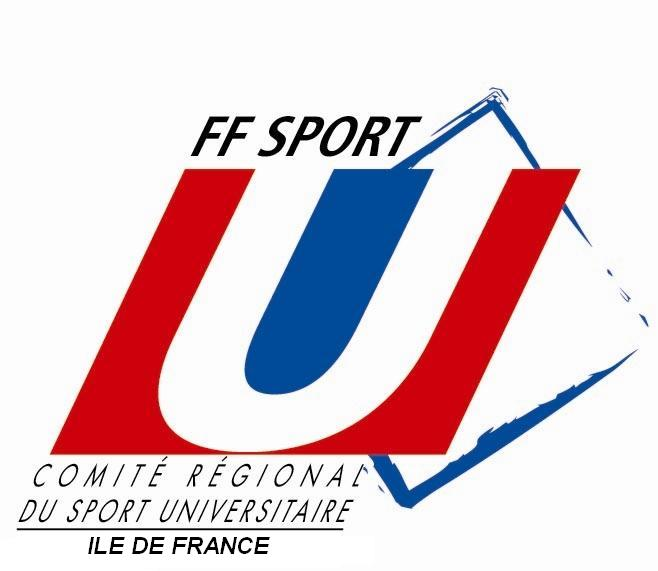 FF SPORT
U
COMITÉ RÉGIONAL
DU SPORT UNIVERSITAIRE
ILE DE FRANCE